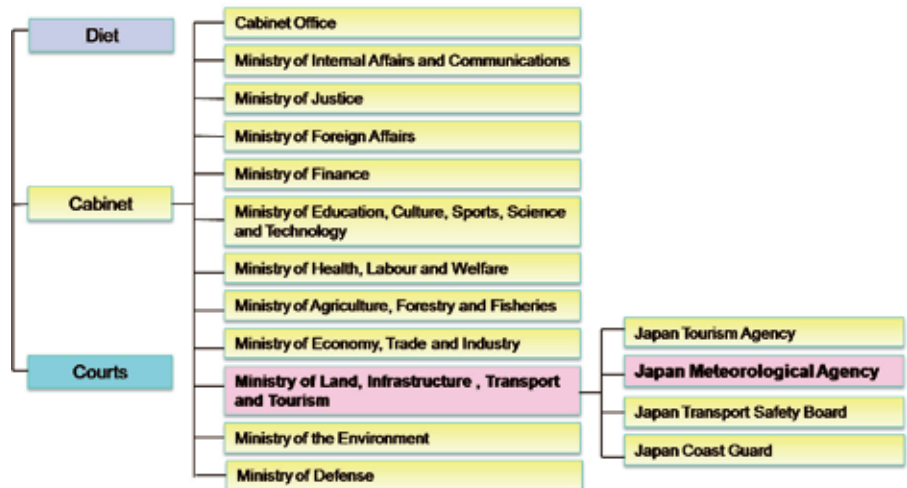 Diet
Cabinet
Courts
Cabinet Office
Ministry of Internal Affairs and Communications
Ministry of Justice
Ministry of Foreign Affairs
Ministry of Finance
Ministry of Education, Culture, Sports, Science
and Technology
Ministry of Health, Labour and Welfare
Ministry of Agriculture, Forestry and Fisheries
Ministry of Economy, Trade and Industry
Ministry of Land, Infrastructure , Transport
and Tourism
Ministry of the Environment
Ministry of Defense
Japan Tourism Agency
Japan Meteorological Agency
Japan Transport Safety Board
Japan Coast Guard